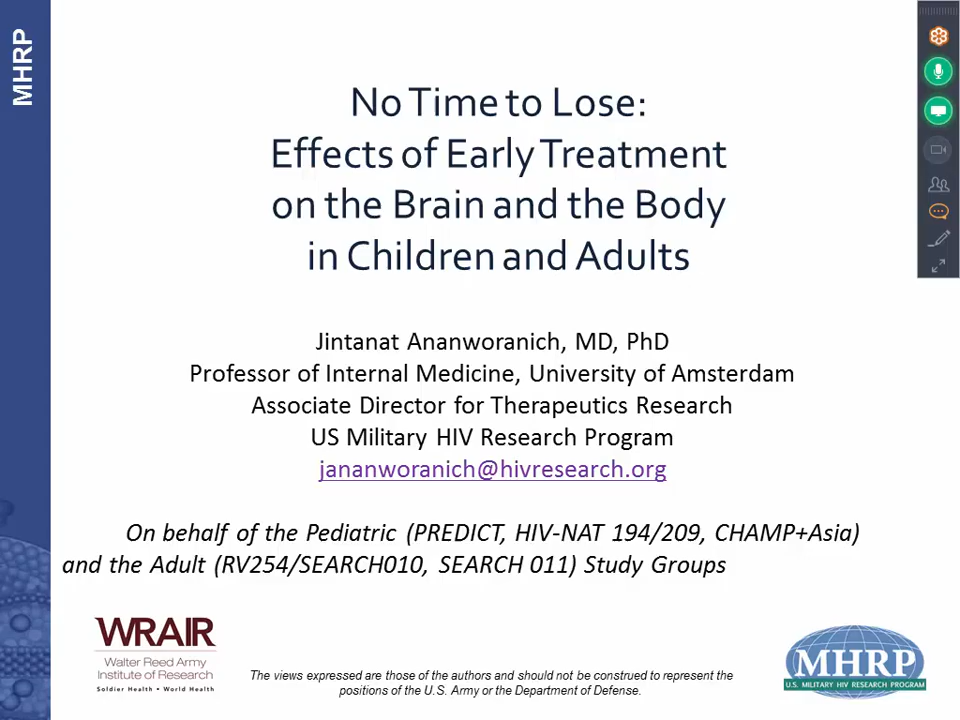 MHRP
No Time to Lose:
Effects of Early Treatment
on the Brain and the Body
in Children and Adults
Jintanat Ananworanich, MD, PhD
Professor of Internal Medicine, University of Amsterdam
Associate Director for Therapeutics Research
US Military HIV Research Program
jananworanich@hivresearch.org
On behalf of the Pediatric (PREDICT, HIV-NAT 194/209, CHAMP+Asia)
and the Adult (RV254/SEARCH010, SEARCH 011) Study Groups
WRAIR
Walter Reed Army
Institute of Research
Soldier Health • World Health
The views expressed are those of the authors and should not be construed to represent the
positions of the U.S. Army or the Department of Defense.
MHRP
U.S. MILITARY HIV RESEARCH PROGRAM